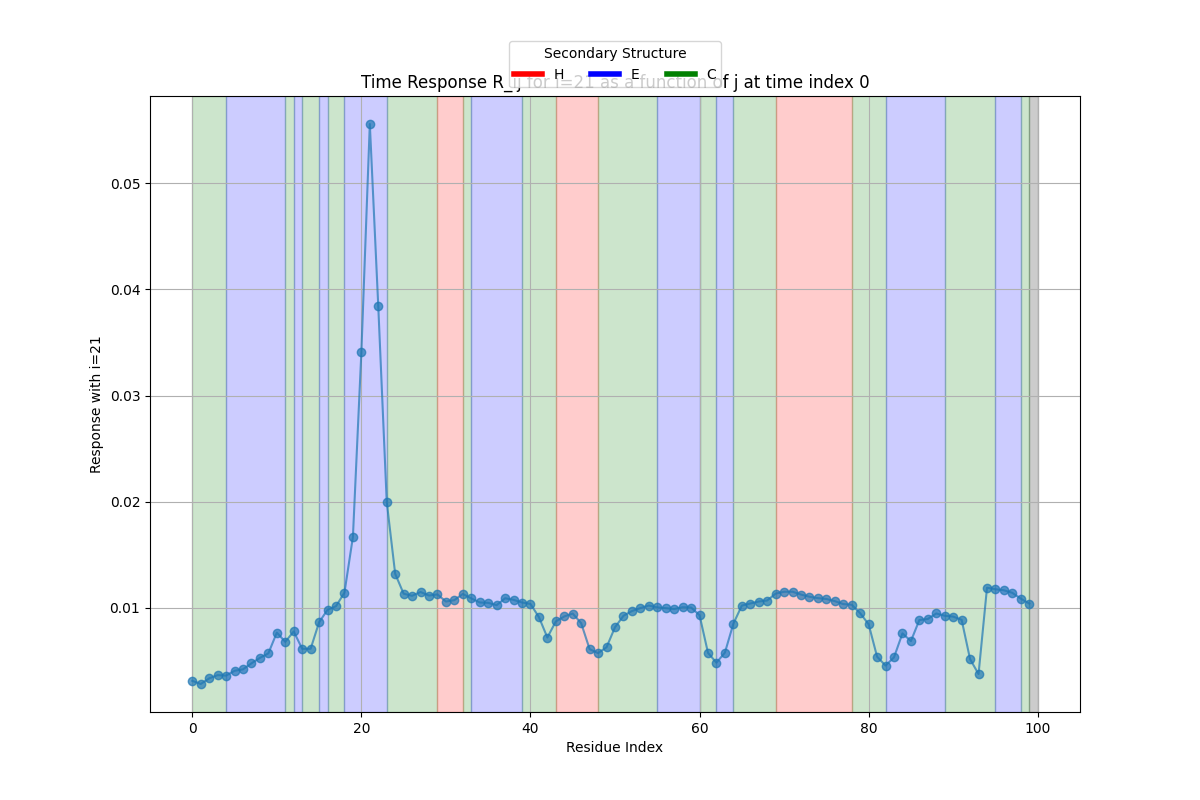 Secondary Structure
H E C
Time Response R_ij for i=21 as a function of j at time index 0
Response with i=21
0.05
0.04
0.03
0.02
0.01
0 20 40 60 80 100
Residue Index